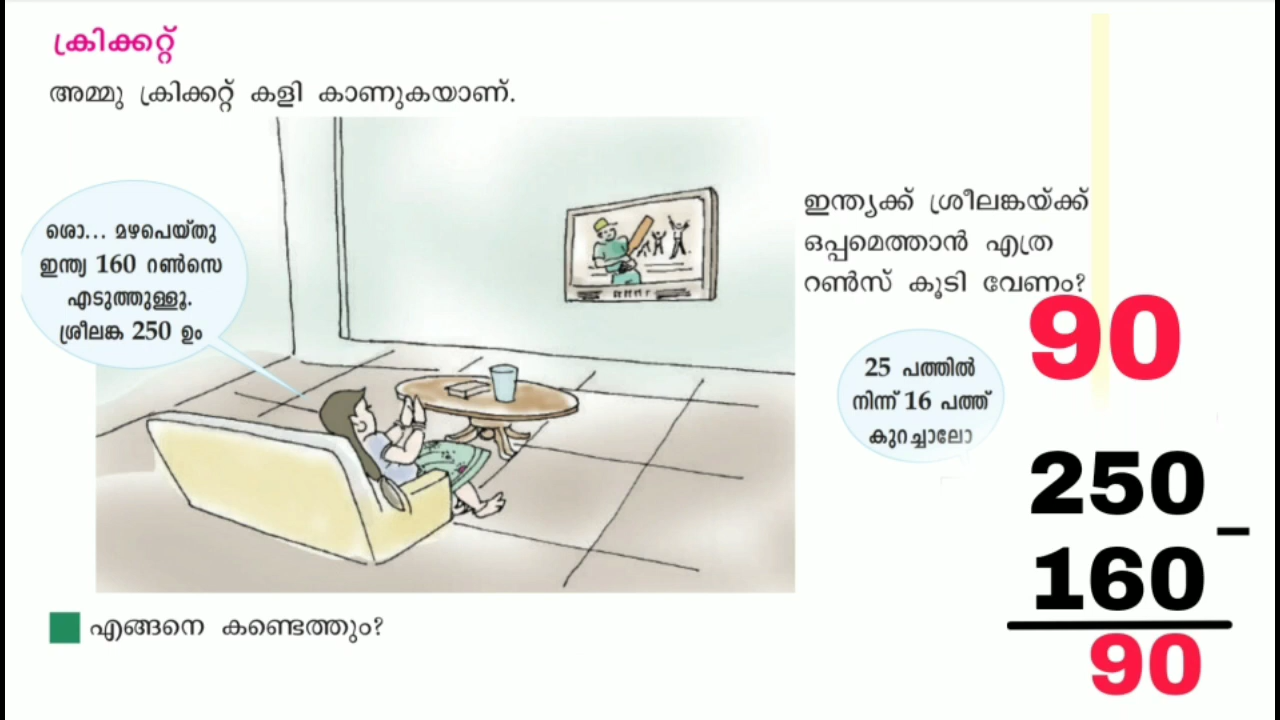 ക്രിക്കറ്റ്
അമ്മു ക്രിക്കറ്റ് കളി കാണുകയാണ്.
ശൊ... മഴപെയ്തു
ഇന്ത്യ 160 റൺസെ
എടുത്തുള്ളൂ.
ശ്രീലങ്ക 250 ഉം
ഇന്ത്യക്ക് ശ്രീലങ്കയ്ക്ക്
ഒപ്പമെത്താൻ എത്ര
റൺസ് കൂടി വേണം?
90
25 പത്തിൽ
നിന്ന് 16 പത്ത്
കുറച്ചാലോ
250
-
160
90
എങ്ങനെ കണ്ടെത്തും?